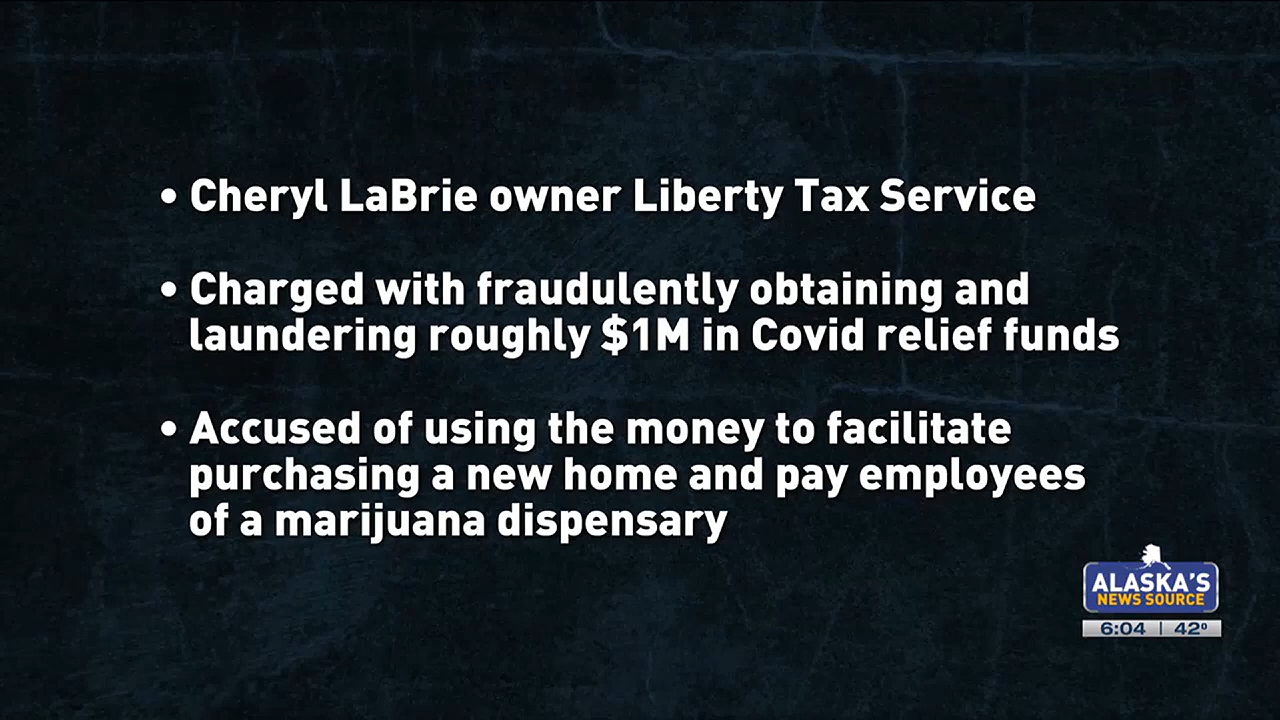 • Cheryl LaBrie owner Liberty Tax Service
• Charged with fraudulently obtaining and
laundering roughly $1M in Covid relief funds
• Accused of using the money to facilitate
purchasing a new home and pay employees
of a marijuana dispensary
ALASKA'S
NEWS SOURCE
6:04 | 42º